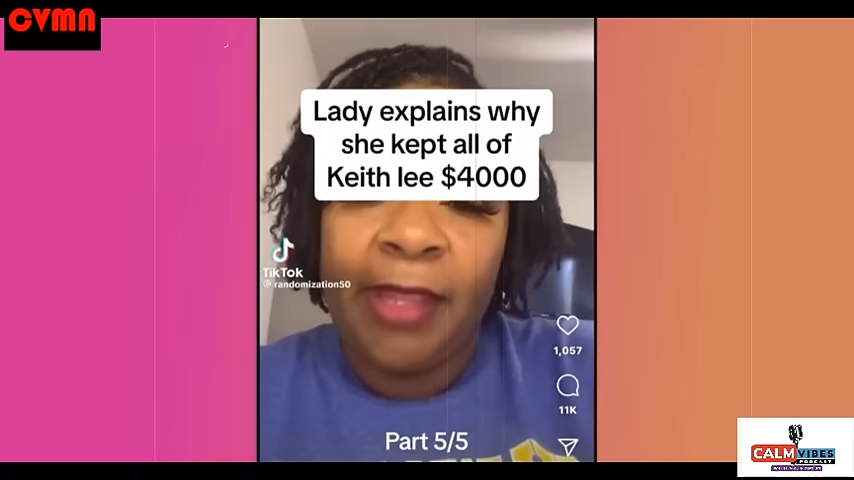 CVMN
Lady explains why
she kept all of
Keith lee $4000
TikTok
@randomization50
1,057
11K
Part 5/5
CALM VIBES
PODCAST